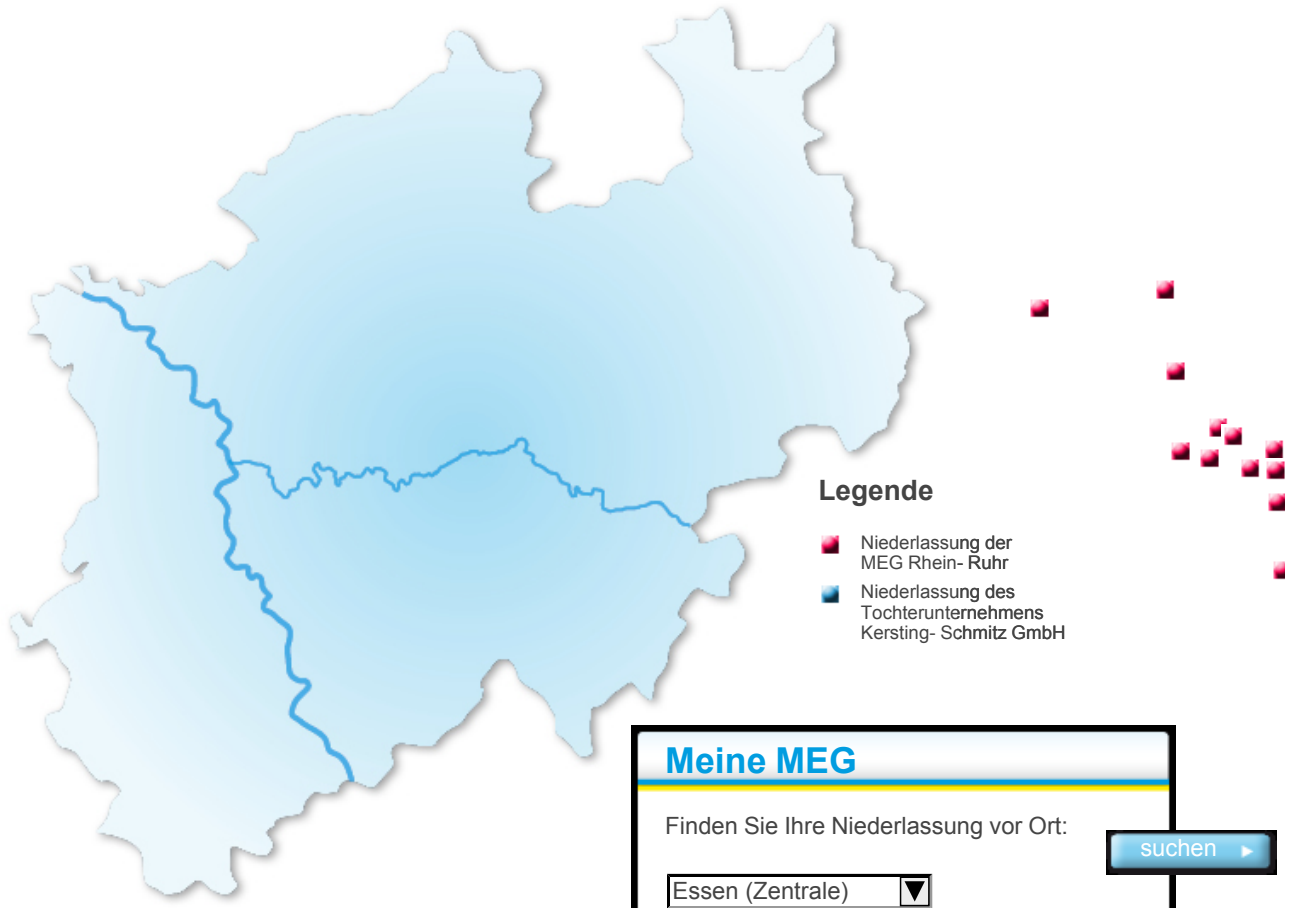 Legende
Niederlassung der
MEG Rhein- Ruhr
Niederlassung des
Tochterunternehmens
Kersting- Schmitz GmbH
Meine MEG
Finden Sie Ihre Niederlassung vor Ort:
suchen
Essen (Zentrale)